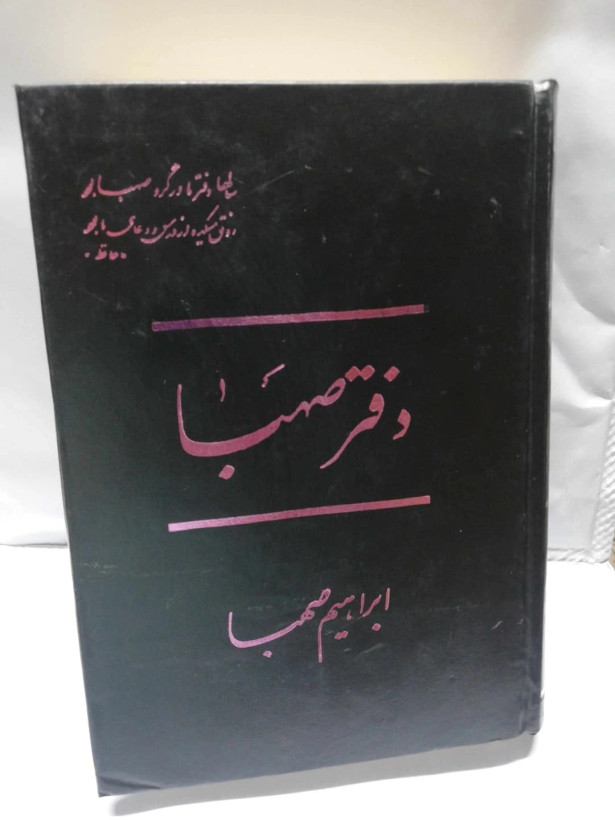 سالها دفتر ما در گرو صهبا بود
رونق میکده از درس و دعای ما بود
حافظ
دفتر صهبا
ابراهیم صهبا